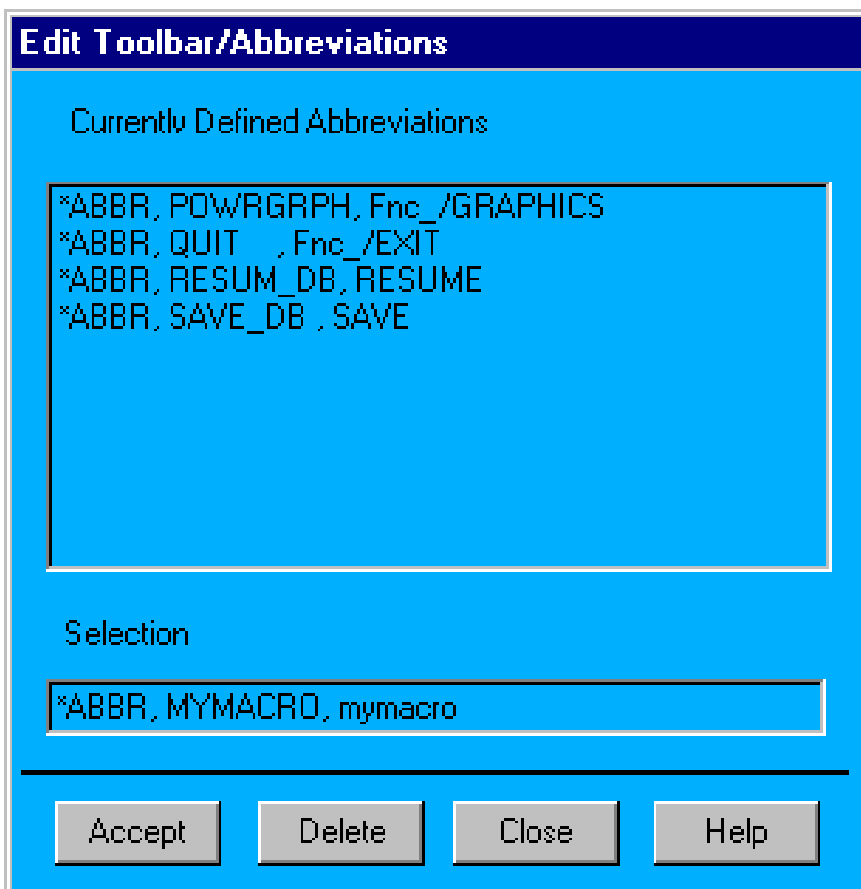 Edit Toolbar/Abbreviations
Currently Defined Abbreviations
*ABBR, POWRGRPH, Fnc_/GRAPHICS
*ABBR, QUIT    , Fnc_/EXIT
*ABBR, RESUM_DB, RESUME
*ABBR, SAVE_DB , SAVE
Selection
*ABBR, MYMACRO, mymacro
Accept Delete Close Help